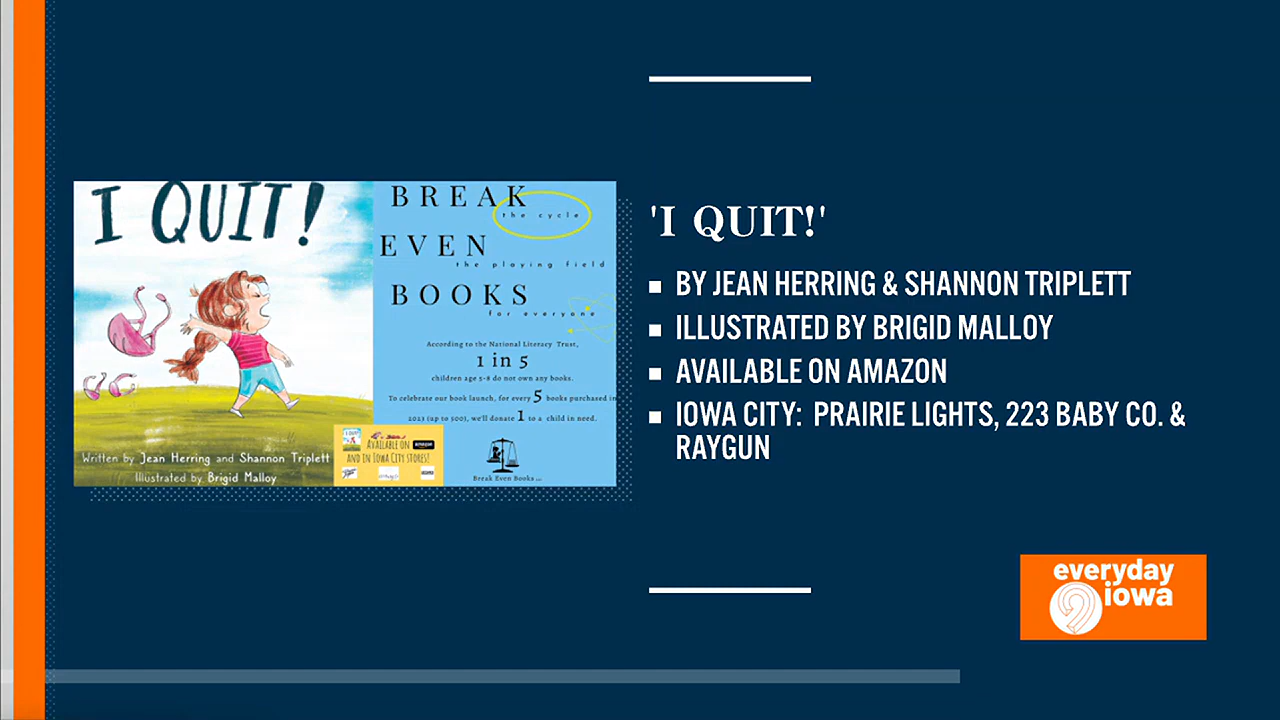 I QUIT!
Written by Jean Herring and Shannon Triplett
Illustrated by Brigid Malloy
BREAK
the cycle
EVEN
the playing field
BOOKS
for everyone
According to the National Literacy Trust,
1 in 5
children age 5-8 do not own any books.
To celebrate our book launch, for every 5 books purchased in
2023 (up to 500), we'll donate 1 to a child in need.
I QUIT!
AVAILABLE ON amazon
AND IN IOWA CITY STORES!
Break Even Books
'I QUIT!'
BY JEAN HERRING & SHANNON TRIPLETT
ILLUSTRATED BY BRIGID MALLOY
AVAILABLE ON AMAZON
IOWA CITY: PRAIRIE LIGHTS, 223 BABY CO. &
RAYGUN
everyday
9 iowa